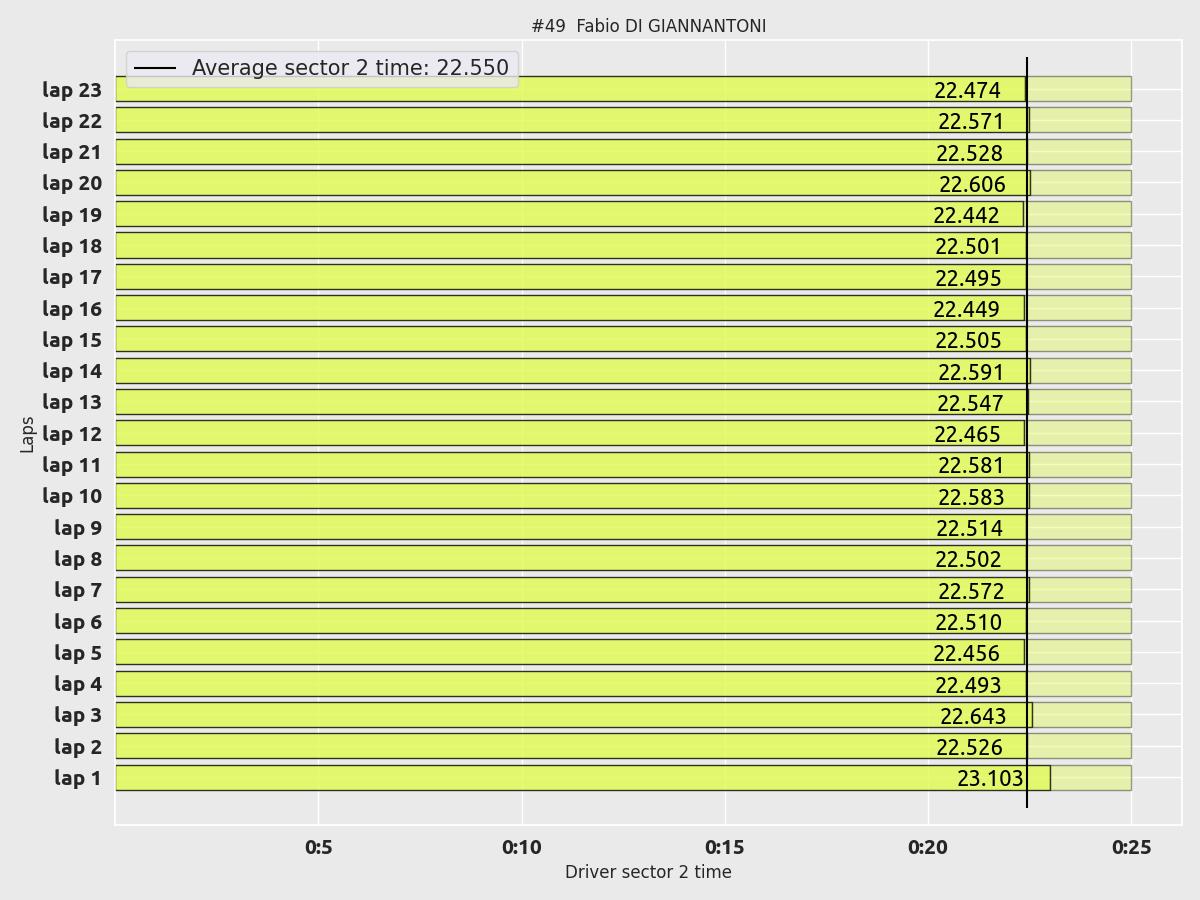 #49 Fabio DI GIANNANTONI
Average sector 2 time: 22.550
lap 23 22.474
lap 22 22.571
lap 21 22.528
lap 20 22.606
lap 19 22.442
lap 18 22.501
lap 17 22.495
lap 16 22.449
lap 15 22.505
lap 14 22.591
lap 13 22.547
lap 12 22.465
lap 11 22.581
lap 10 22.583
lap 9 22.514
lap 8 22.502
lap 7 22.572
lap 6 22.510
lap 5 22.456
lap 4 22.493
lap 3 22.643
lap 2 22.526
lap 1 23.103
Laps
0:5 0:10 0:15 0:20 0:25
Driver sector 2 time